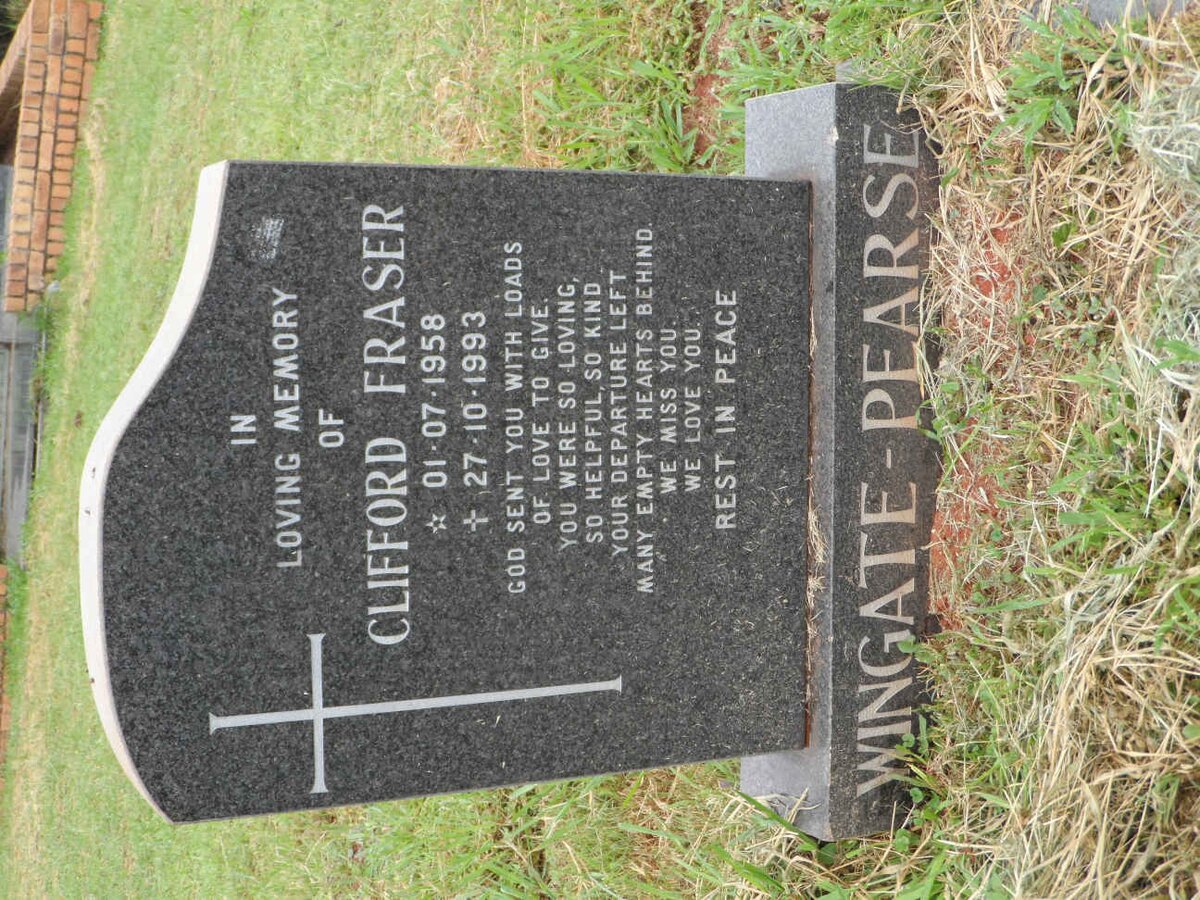 IN
LOVING MEMORY
OF
CLIFFORD FRASER
☆ 01·07·1958
✝ 27·10·1993
GOD SENT YOU WITH LOADS
OF LOVE TO GIVE.
YOU WERE SO LOVING,
SO HELPFUL, SO KIND
YOUR DEPARTURE LEFT
MANY EMPTY HEARTS BEHIND.
WE MISS YOU.
WE LOVE YOU.
REST IN PEACE
WINGATE-PEARSE